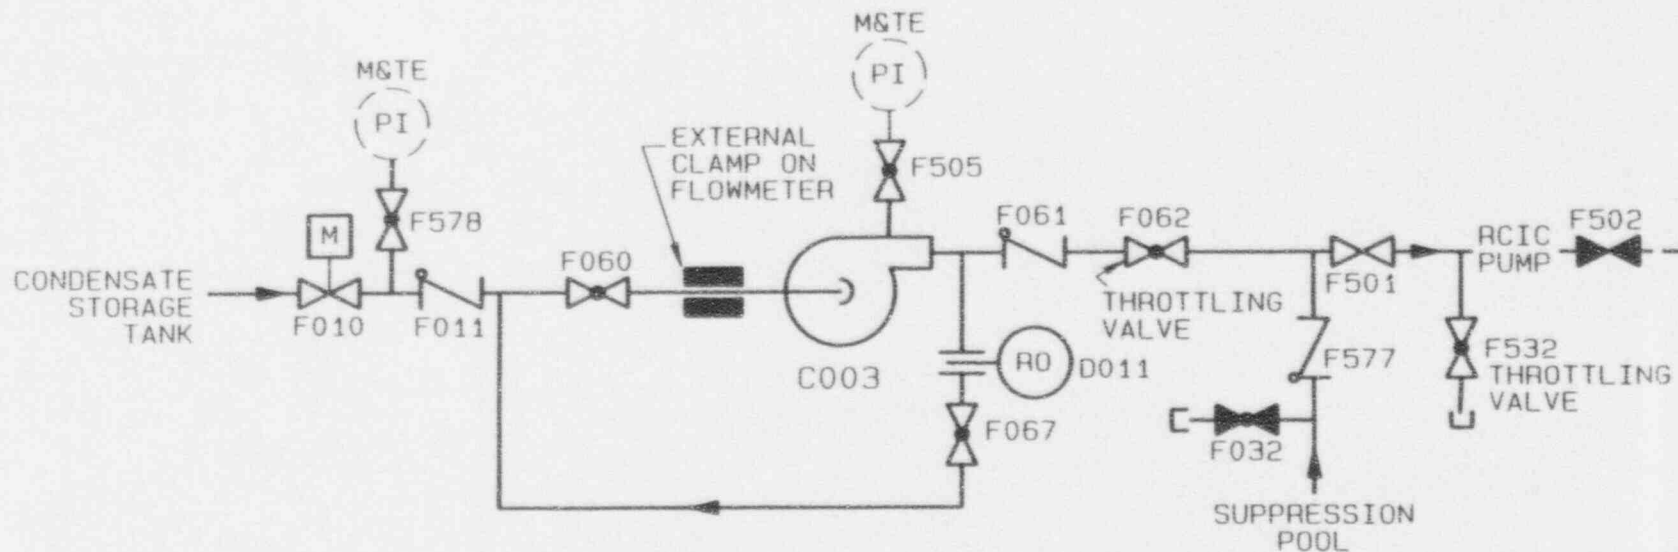 M&TE
PI
F578
M
CONDENSATE
STORAGE
TANK
F010
F011
F060
EXTERNAL
CLAMP ON
FLOWMETER
M&TE
PI
F505
C003
RO
D011
F067
F061
F062
THROTTLING
VALVE
F501
RCIC
PUMP
F502
F577
F032
SUPPRESSION
POOL
F532
THROTTLING
VALVE